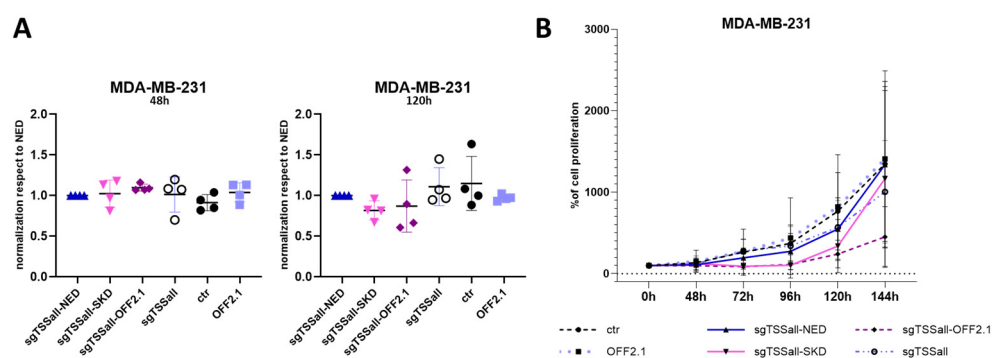 A
MDA-MB-231
48h
normalization respect to NED
2.0
1.5
1.0
0.5
0.0
sgTSSall-NED
sgTSSall-SKD
sgTSSall-OFF2.1
sgTSSall
ctr
OFF2.1
MDA-MB-231
120h
normalization respect to NED
2.0
1.5
1.0
0.5
0.0
sgTSSall-NED
sgTSSall-SKD
sgTSSall-OFF2.1
sgTSSall
ctr
OFF2.1
B
MDA-MB-231
%of cell proliferation
3000
2000
1000
0
0h 48h 72h 96h 120h 144h
ctr sgTSSall-NED sgTSSall-OFF2.1
OFF2.1 sgTSSall-SKD sgTSSall